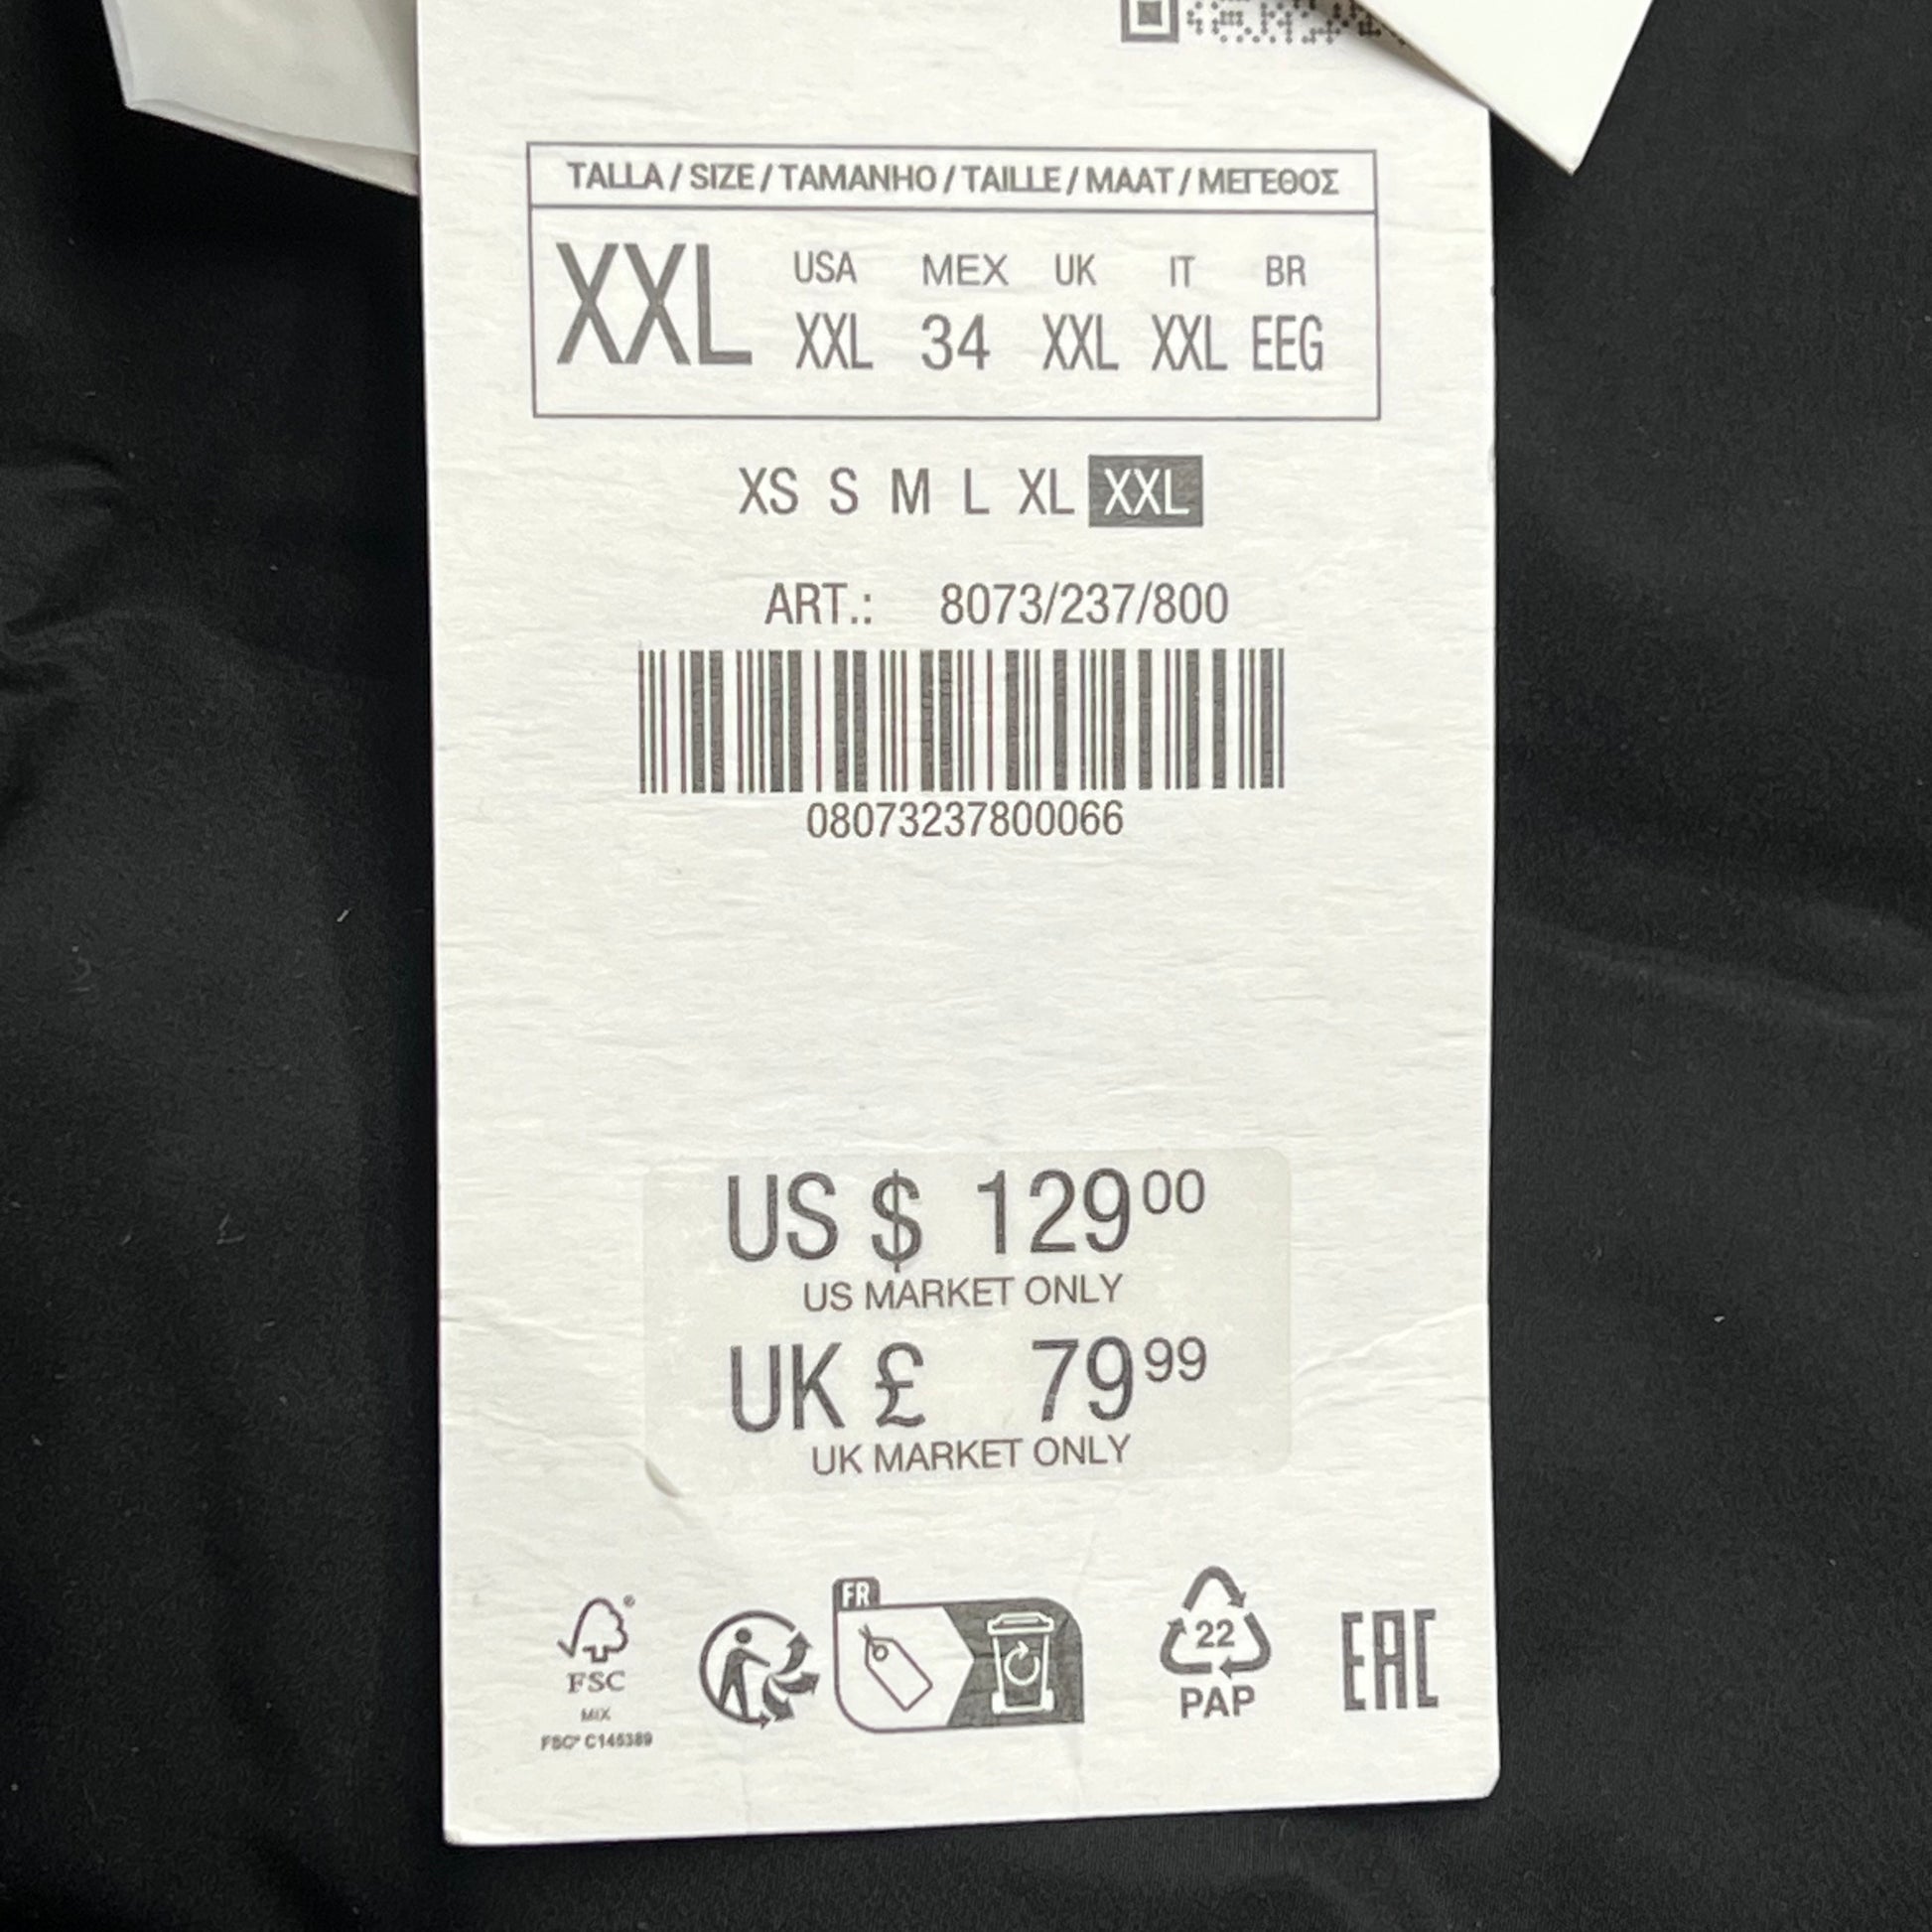 TALLA / SIZE / TAMANHO / TAILLE / MAAT / ΜΕΓΕΘΟΣ
XXL
USA MEX UK IT BR
XXL 34 XXL XXL EEG
XS S M L XL XXL
ART.: 8073/237/800
08073237800066
US $ 129 00
US MARKET ONLY
UK £ 79 99
UK MARKET ONLY
FR
22
PAP
EAC
FSC
MIX
FSC® C145389